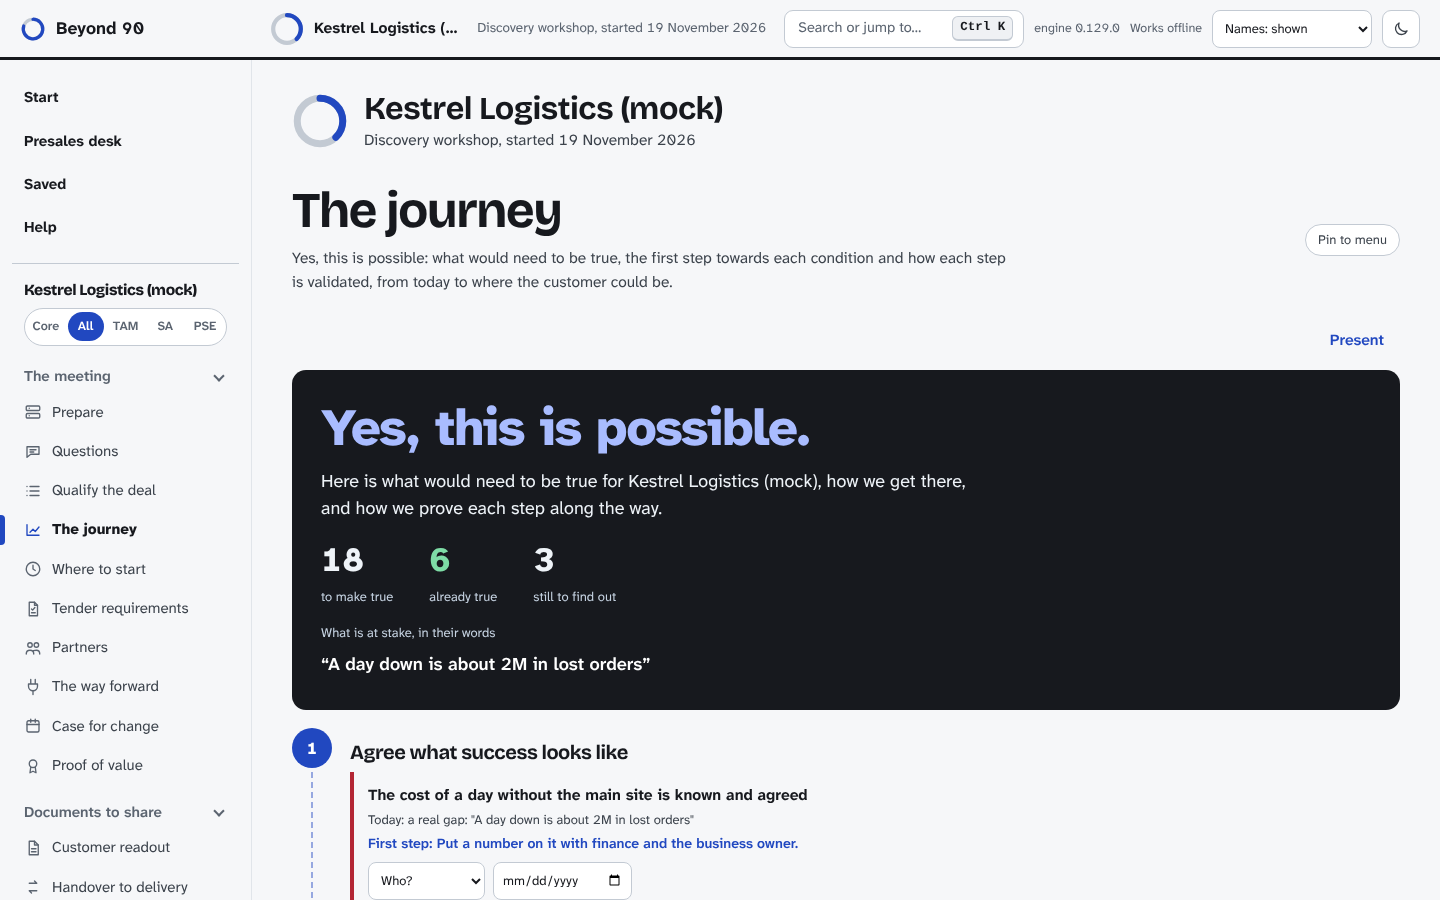 Beyond 90
Kestrel Logistics (...
Discovery workshop, started 19 November 2026
Search or jump to...
Ctrl K
engine 0.129.0
Works offline
Names: shown
Start
Presales desk
Saved
Help
Kestrel Logistics (mock)
Core
All
TAM
SA
PSE
The meeting
Prepare
Questions
Qualify the deal
The journey
Where to start
Tender requirements
Partners
The way forward
Case for change
Proof of value
Documents to share
Customer readout
Handover to delivery
Kestrel Logistics (mock)
Discovery workshop, started 19 November 2026
The journey
Yes, this is possible: what would need to be true, the first step towards each condition and how each step
is validated, from today to where the customer could be.
Pin to menu
Present
Yes, this is possible.
Here is what would need to be true for Kestrel Logistics (mock), how we get there,
and how we prove each step along the way.
18
to make true
6
already true
3
still to find out
What is at stake, in their words
“A day down is about 2M in lost orders”
1
Agree what success looks like
The cost of a day without the main site is known and agreed
Today: a real gap: "A day down is about 2M in lost orders"
First step: Put a number on it with finance and the business owner.
Who?
mm/dd/yyyy